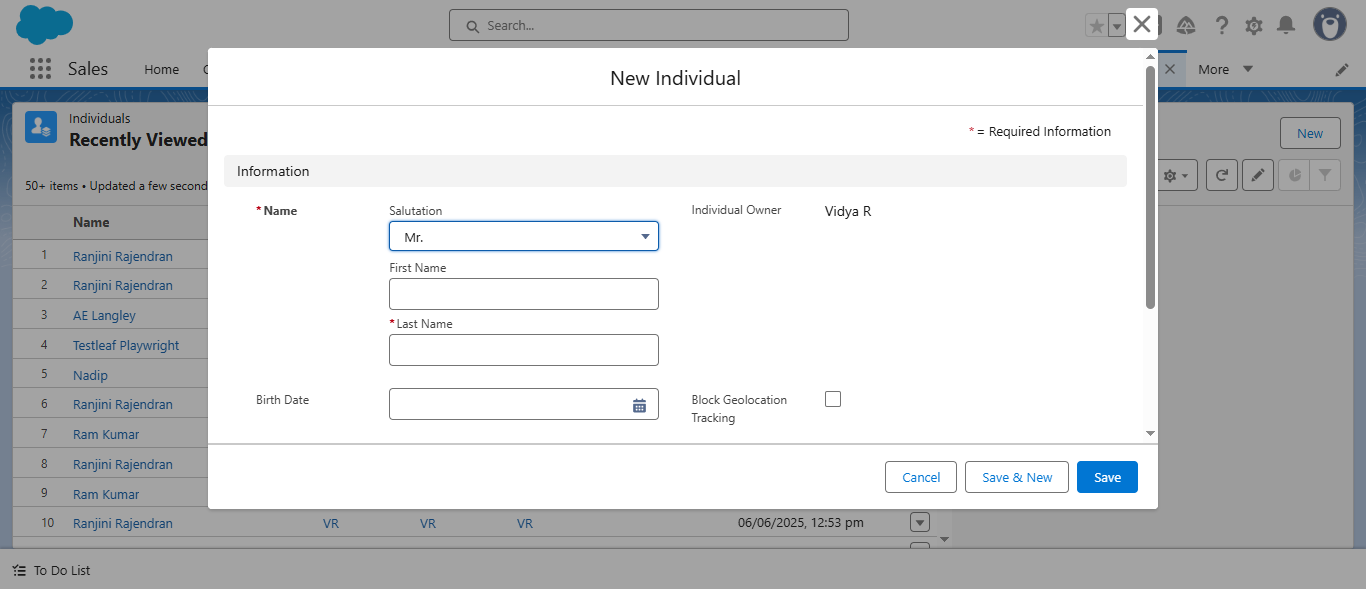 Search...
Sales
Home
More
New Individual
* = Required Information
Individuals
Recently Viewed
New
50+ items • Updated a few second
Information
Name
*Name
Salutation
Mr.
Individual Owner
Vidya R
First Name
*Last Name
Birth Date
Block Geolocation
Tracking
1 Ranjini Rajendran
2 Ranjini Rajendran
3 AE Langley
4 Testleaf Playwright
5 Nadip
6 Ranjini Rajendran
7 Ram Kumar
8 Ranjini Rajendran
9 Ram Kumar
10 Ranjini Rajendran VR VR VR 06/06/2025, 12:53 pm
Cancel
Save & New
Save
To Do List